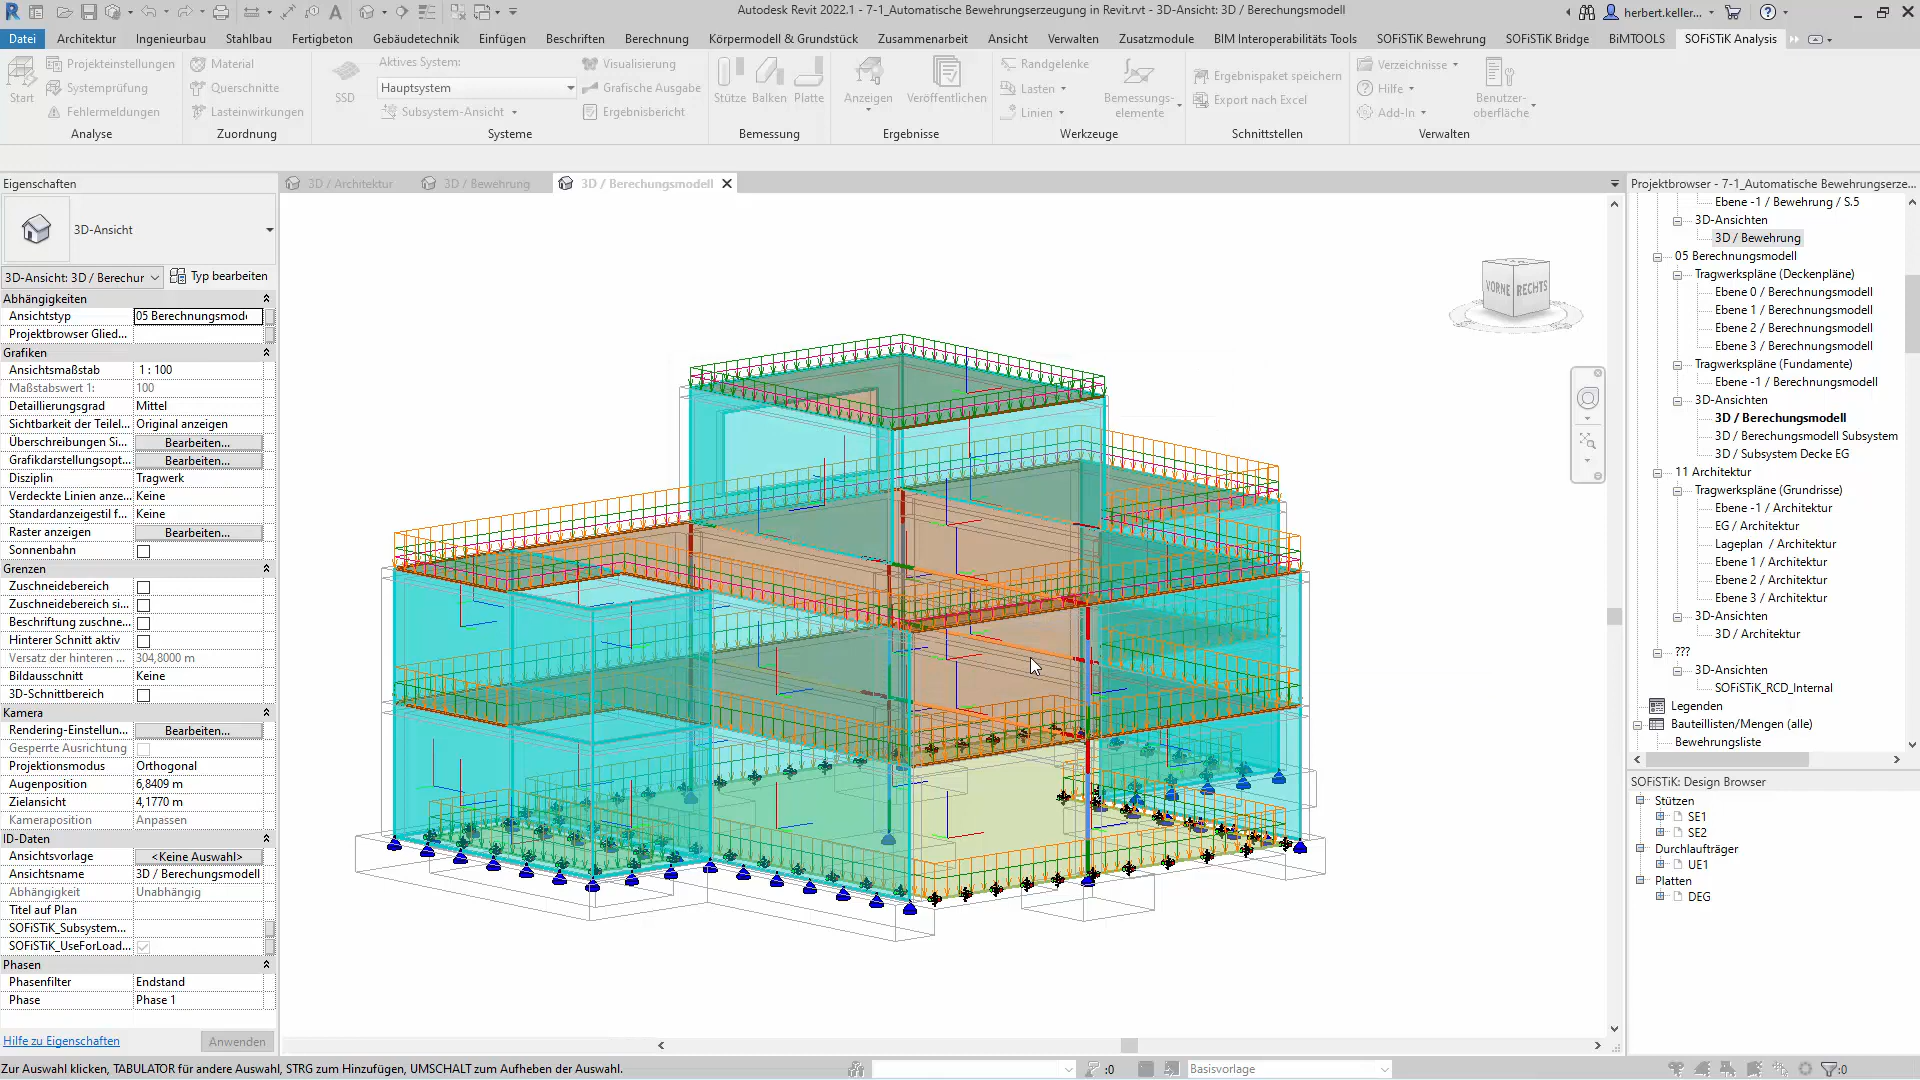 Autodesk Revit 2022.1 - 7-1_Automatische Bewehrungserzeugung in Revit.rvt - 3D-Ansicht: 3D / Berechungsmodell
herbert.keller...
Datei Architektur Ingenieurbau Stahlbau Fertigbeton Gebäudetechnik Einfügen Beschriften Berechnung Körpermodell & Grundstück Zusammenarbeit Ansicht Verwalten Zusatzmodule BIM Interoperabilitäts Tools SOFiSTiK Bewehrung SOFiSTiK Bridge BiMTOOLS SOFiSTiK Analysis
Start
Projekteinstellungen
Systemprüfung
Fehlermeldungen
Analyse
Material
Querschnitte
Lasteinwirkungen
Zuordnung
SSD
Aktives System:
Hauptsystem
Subsystem-Ansicht
Visualisierung
Grafische Ausgabe
Ergebnisbericht
Systeme
Stütze Balken Platte
Bemessung
Anzeigen Veröffentlichen
Ergebnisse
Randgelenke
Lasten
Linien
Bemessungs-
elemente
Werkzeuge
Ergebnispaket speichern
Export nach Excel
Schnittstellen
Verzeichnisse
Hilfe
Add-In
Benutzer-
oberfläche
Verwalten
Eigenschaften
3D-Ansicht
3D-Ansicht: 3D / Berechur
Typ bearbeiten
Abhängigkeiten
Ansichtstyp 05 Berechnungsmode
Projektbrowser Glied...
Grafiken
Ansichtsmaßstab 1 : 100
Maßstabswert 1: 100
Detaillierungsgrad Mittel
Sichtbarkeit der Teilel... Original anzeigen
Überschreibungen Si... Bearbeiten...
Grafikdarstellungsopt... Bearbeiten...
Disziplin Tragwerk
Verdeckte Linien anze... Keine
Standardanzeigestil f... Keine
Raster anzeigen Bearbeiten...
Sonnenbahn
Grenzen
Zuschneidebereich
Zuschneidebereich si...
Beschriftung zuschne...
Hinterer Schnitt aktiv
Versatz der hinteren ... 304,8000 m
Bildausschnitt Keine
3D-Schnittbereich
Kamera
Rendering-Einstellun... Bearbeiten...
Gesperte Ausrichtung
Projektionsmodus Orthogonal
Augenposition 6,8409 m
Zielansicht 4,1770 m
Kameraposition Anpassen
ID-Daten
Ansichtsvorlage <Keine Auswahl>
Ansichtsname 3D / Berechungsmodell
Abhängigkeit Unabhängig
Titel auf Plan
SOFiSTiK_Subsystem...
SOFiSTiK_UseForLoad...
Phasen
Phasenfilter Endstand
Phase Phase 1
Hilfe zu Eigenschaften
Anwenden
3D / Architektur
3D / Bewehrung
3D / Berechungsmodell
VORNE RECHTS
Projektbrowser - 7-1_Automatische Bewehrungserze...
Ebene -1 / Bewehrung / S.5
3D-Ansichten
3D / Bewehrung
05 Berechnungsmodell
Tragwerkspläne (Deckenpläne)
Ebene 0 / Berechnungsmodell
Ebene 1 / Berechnungsmodell
Ebene 2 / Berechnungsmodell
Ebene 3 / Berechnungsmodell
Tragwerkspläne (Fundamente)
Ebene -1 / Berechnungsmodell
3D-Ansichten
3D / Berechungsmodell
3D / Berechungsmodell Subsystem
3D / Subsystem Decke EG
11 Architektur
Tragwerkspläne (Grundrisse)
Ebene -1 / Architektur
EG / Architektur
Lageplan / Architektur
Ebene 1 / Architektur
Ebene 2 / Architektur
Ebene 3 / Architektur
3D-Ansichten
3D / Architektur
???
3D-Ansichten
SOFiSTiK_RCD_Internal
Legenden
Bauteillisten/Mengen (alle)
Bewehrungsliste
SOFiSTiK: Design Browser
Stützen
SE1
SE2
Durchlaufträger
UE1
Platten
DEG
Zur Auswahl klicken, TABULATOR für andere Auswahl, STRG zum Hinzufügen, UMSCHALT zum Aufheben der Auswahl.
:0
Basisvorlage
:0